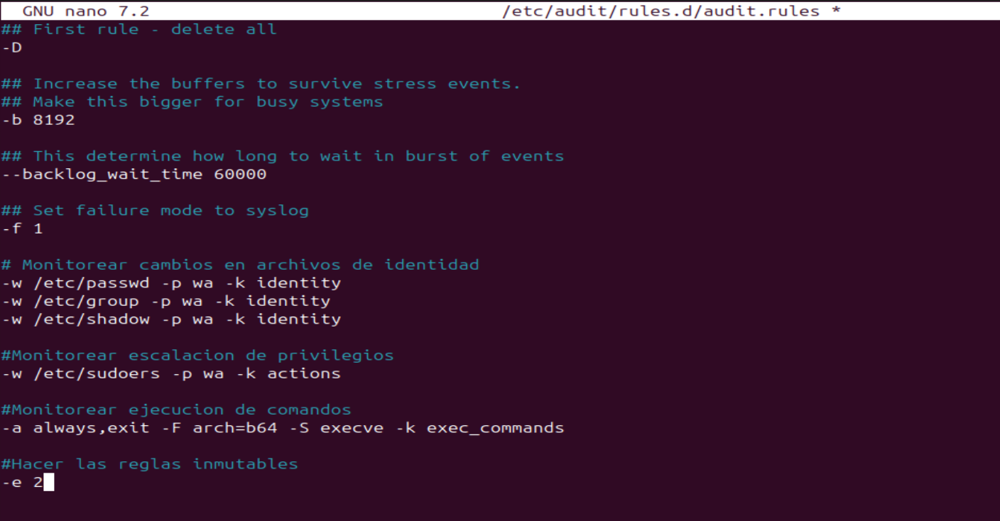 GNU nano 7.2 /etc/audit/rules.d/audit.rules *
## First rule - delete all
-D
## Increase the buffers to survive stress events.
## Make this bigger for busy systems
-b 8192
## This determine how long to wait in burst of events
--backlog_wait_time 60000
## Set failure mode to syslog
-f 1
# Monitorear cambios en archivos de identidad
-w /etc/passwd -p wa -k identity
-w /etc/group -p wa -k identity
-w /etc/shadow -p wa -k identity
#Monitorear escalacion de privilegios
-w /etc/sudoers -p wa -k actions
#Monitorear ejecucion de comandos
-a always,exit -F arch=b64 -S execve -k exec_commands
#Hacer las reglas inmutables
-e 2